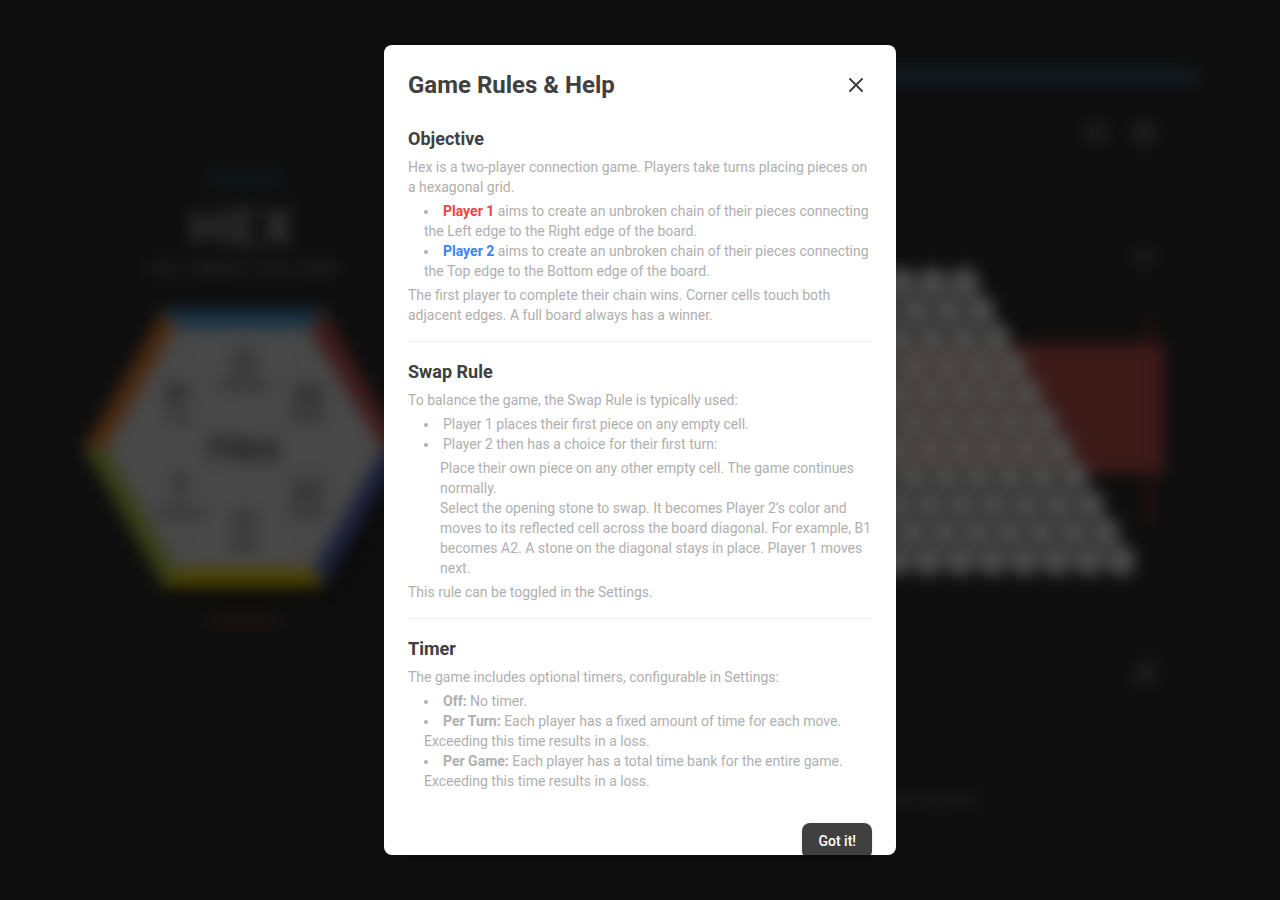 Game Rules & Help
Objective
Hex is a two-player connection game. Players take turns placing pieces on
a hexagonal grid.
• Player 1 aims to create an unbroken chain of their pieces connecting
the Left edge to the Right edge of the board.
• Player 2 aims to create an unbroken chain of their pieces connecting
the Top edge to the Bottom edge of the board.
The first player to complete their chain wins. Corner cells touch both
adjacent edges. A full board always has a winner.
Swap Rule
To balance the game, the Swap Rule is typically used:
• Player 1 places their first piece on any empty cell.
• Player 2 then has a choice for their first turn:
Place their own piece on any other empty cell. The game continues
normally.
Select the opening stone to swap. It becomes Player 2's color and
moves to its reflected cell across the board diagonal. For example, B1
becomes A2. A stone on the diagonal stays in place. Player 1 moves
next.
This rule can be toggled in the Settings.
Timer
The game includes optional timers, configurable in Settings:
• Off: No timer.
• Per Turn: Each player has a fixed amount of time for each move.
Exceeding this time results in a loss.
• Per Game: Each player has a total time bank for the entire game.
Exceeding this time results in a loss.
Got it!
HEX